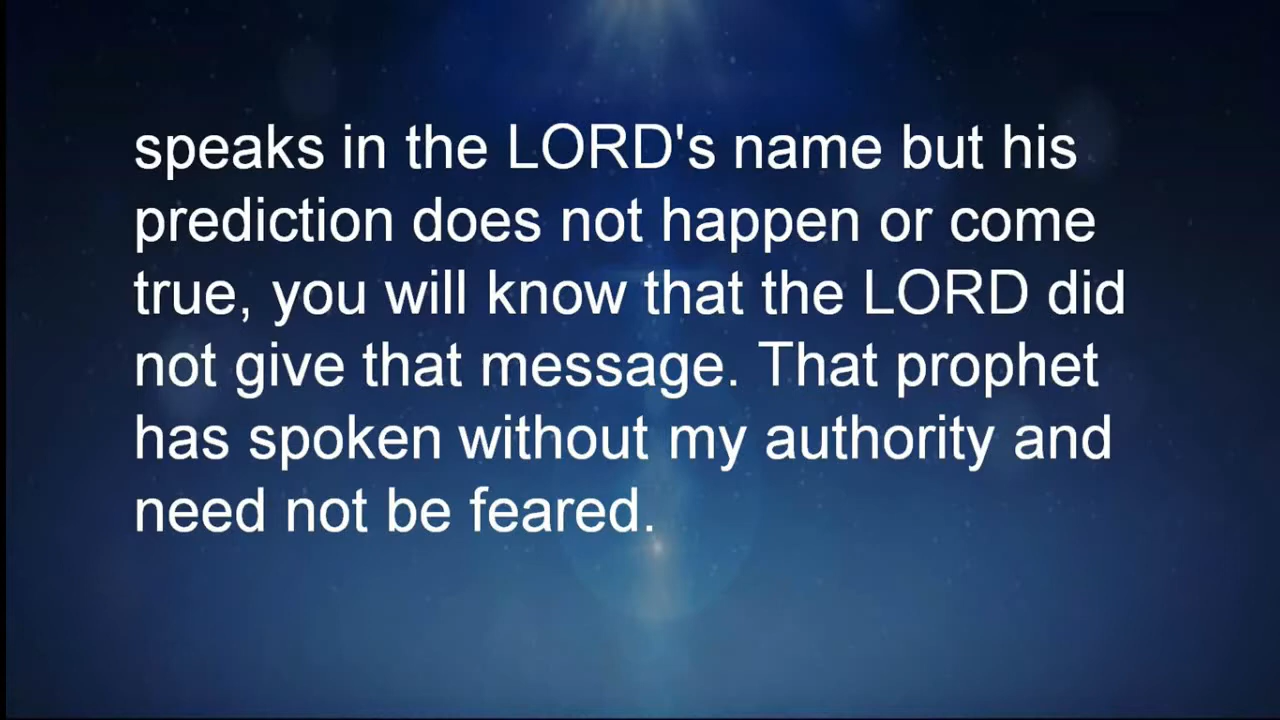 speaks in the LORD's name but his
prediction does not happen or come
true, you will know that the LORD did
not give that message. That prophet
has spoken without my authority and
need not be feared.